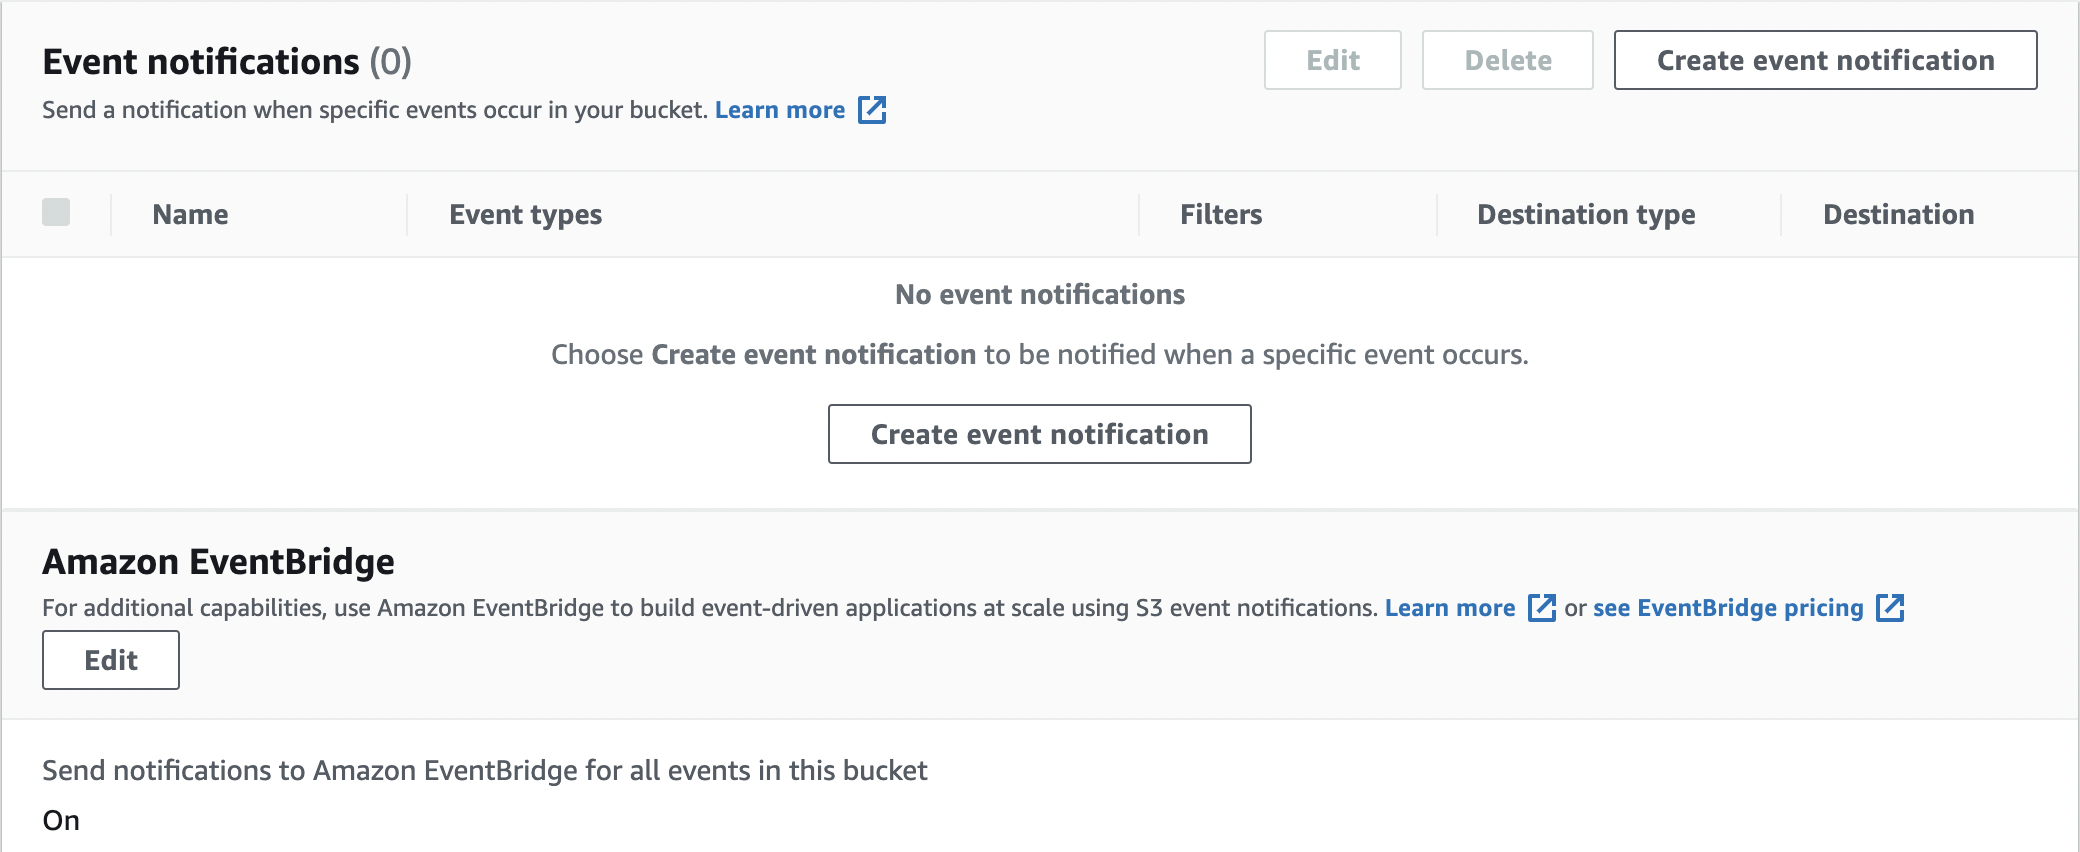 Event notifications (0)
Edit
Delete
Create event notification
Send a notification when specific events occur in your bucket. Learn more
Name
Event types
Filters
Destination type
Destination
No event notifications
Choose Create event notification to be notified when a specific event occurs.
Create event notification
Amazon EventBridge
For additional capabilities, use Amazon EventBridge to build event-driven applications at scale using S3 event notifications. Learn more or see EventBridge pricing
Edit
Send notifications to Amazon EventBridge for all events in this bucket
On